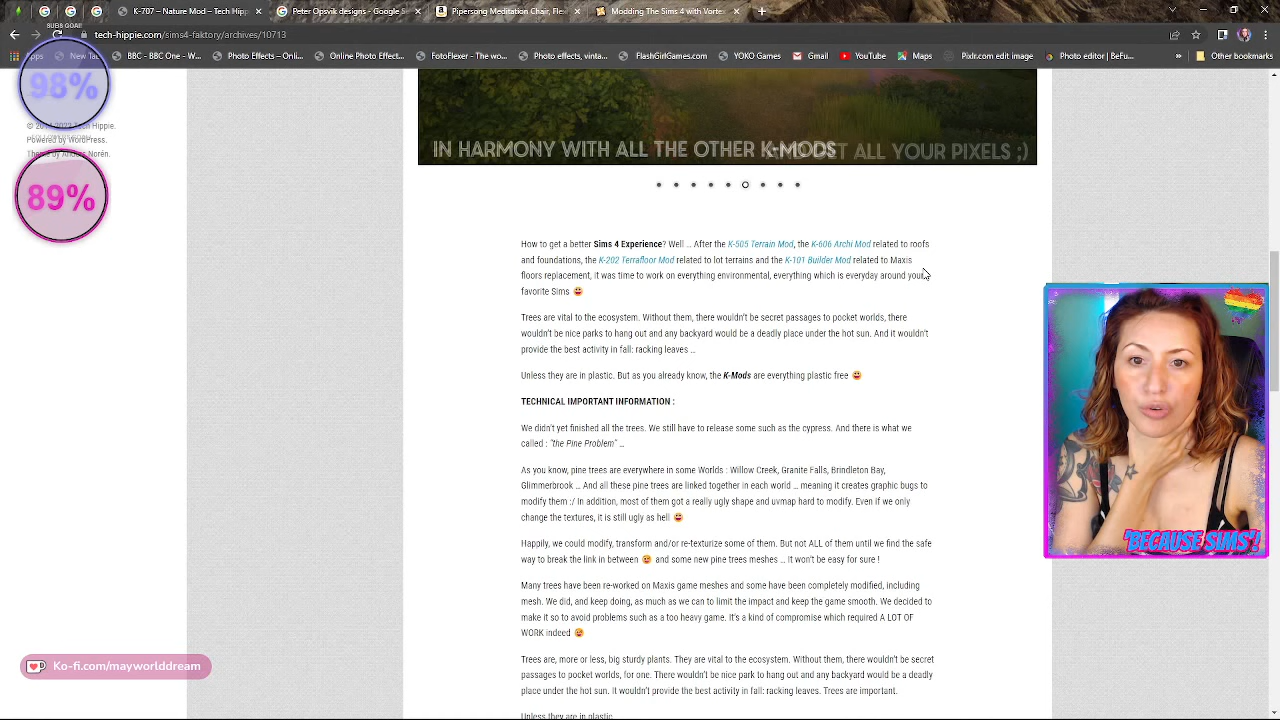 K-707 – Nature Mod – Tech Hipp
Peter Opsvik designs - Google S
Pipersong Meditation Chair, Fle
Modding The Sims 4 with Vorte
SUBS GOAL!
tech-hippie.com/sims4-faktory/archives/10713
Apps
New Tab
BBC - BBC One - W...
PhotoFX - Free Onli...
Online Photo Effect...
FotoFlexer - The wo...
Photo effects, vinta...
FlashGirlGames.com
YOKO Games
Gmail
YouTube
Maps
Pixlr.com
Photo editor | BeFu...
»
Other bookmarks
98%
© 2014-2023 Tech Hippie.
Powered by WordPress.
Theme by Anders Norén.
89%
IN HARMONY WITH ALL THE OTHER K-MODS
GET ALL YOUR PIXELS ;)
How to get a better Sims 4 Experience? Well … After the K-505 Terrain Mod, the K-606 Archi Mod related to roofs
and foundations, the K-202 Terrafloor Mod related to lot terrains and the K-101 Builder Mod related to Maxis
floors replacement, it was time to work on everything environmental, everything which is everyday around your
favorite Sims 😃
Trees are vital to the ecosystem. Without them, there wouldn't be secret passages to pocket worlds, there
wouldn't be nice parks to hang out and any backyard would be a deadly place under the hot sun. And it wouldn't
provide the best activity in fall: racking leaves …
Unless they are in plastic. But as you already know, the K-Mods are everything plastic free 😃
TECHNICAL IMPORTANT INFORMATION :
We didn't yet finished all the trees. We still have to release some such as the cypress. And there is what we
called : "the Pine Problem" …
As you know, pine trees are everywhere in some Worlds : Willow Creek, Granite Falls, Brindleton Bay,
Glimmerbrook … And all these pine trees are linked together in each world … meaning it creates graphic bugs to
modify them :/ In addition, most of them got a really ugly shape and uvmap hard to modify. Even if we only
change the textures, it is still ugly as hell 😃
Hapily, we could modify, transform and/or re-texturize some of them. But not ALL of them until we find the safe
way to break the link in between 😉 and some new pine trees meshes … It won't be easy for sure !
Many trees have been re-worked on Maxis game meshes and some have been completely modified, including
mesh. We did, and keep doing, as much as we can to limit the impact and keep the game smooth. We decided to
make it so to avoid problems such as a too heavy game. It's a kind of compromise which required A LOT OF
WORK indeed 😉
Trees are, more or less, big sturdy plants. They are vital to the ecosystem. Without them, there wouldn't be secret
passages to pocket worlds, for one. There wouldn't be nice park to hang out and any backyard would be a deadly
place under the hot sun. It wouldn't provide the best activity in fall: racking leaves. Trees are important.
Unless they are in plastic.
"BECAUSE SIMS"!
Ko-fi.com/mayworlddream